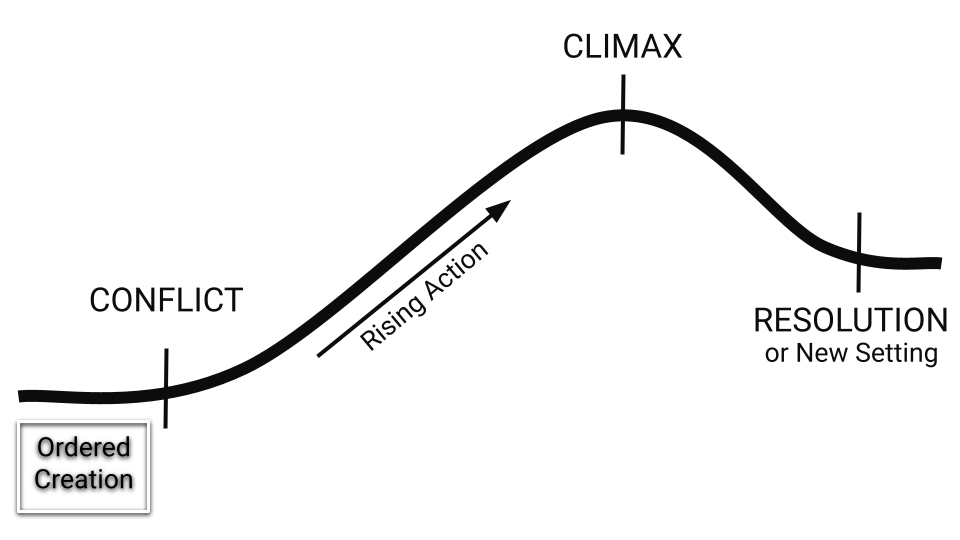 CLIMAX
Rising Action
CONFLICT
RESOLUTION
or New Setting
Ordered
Creation